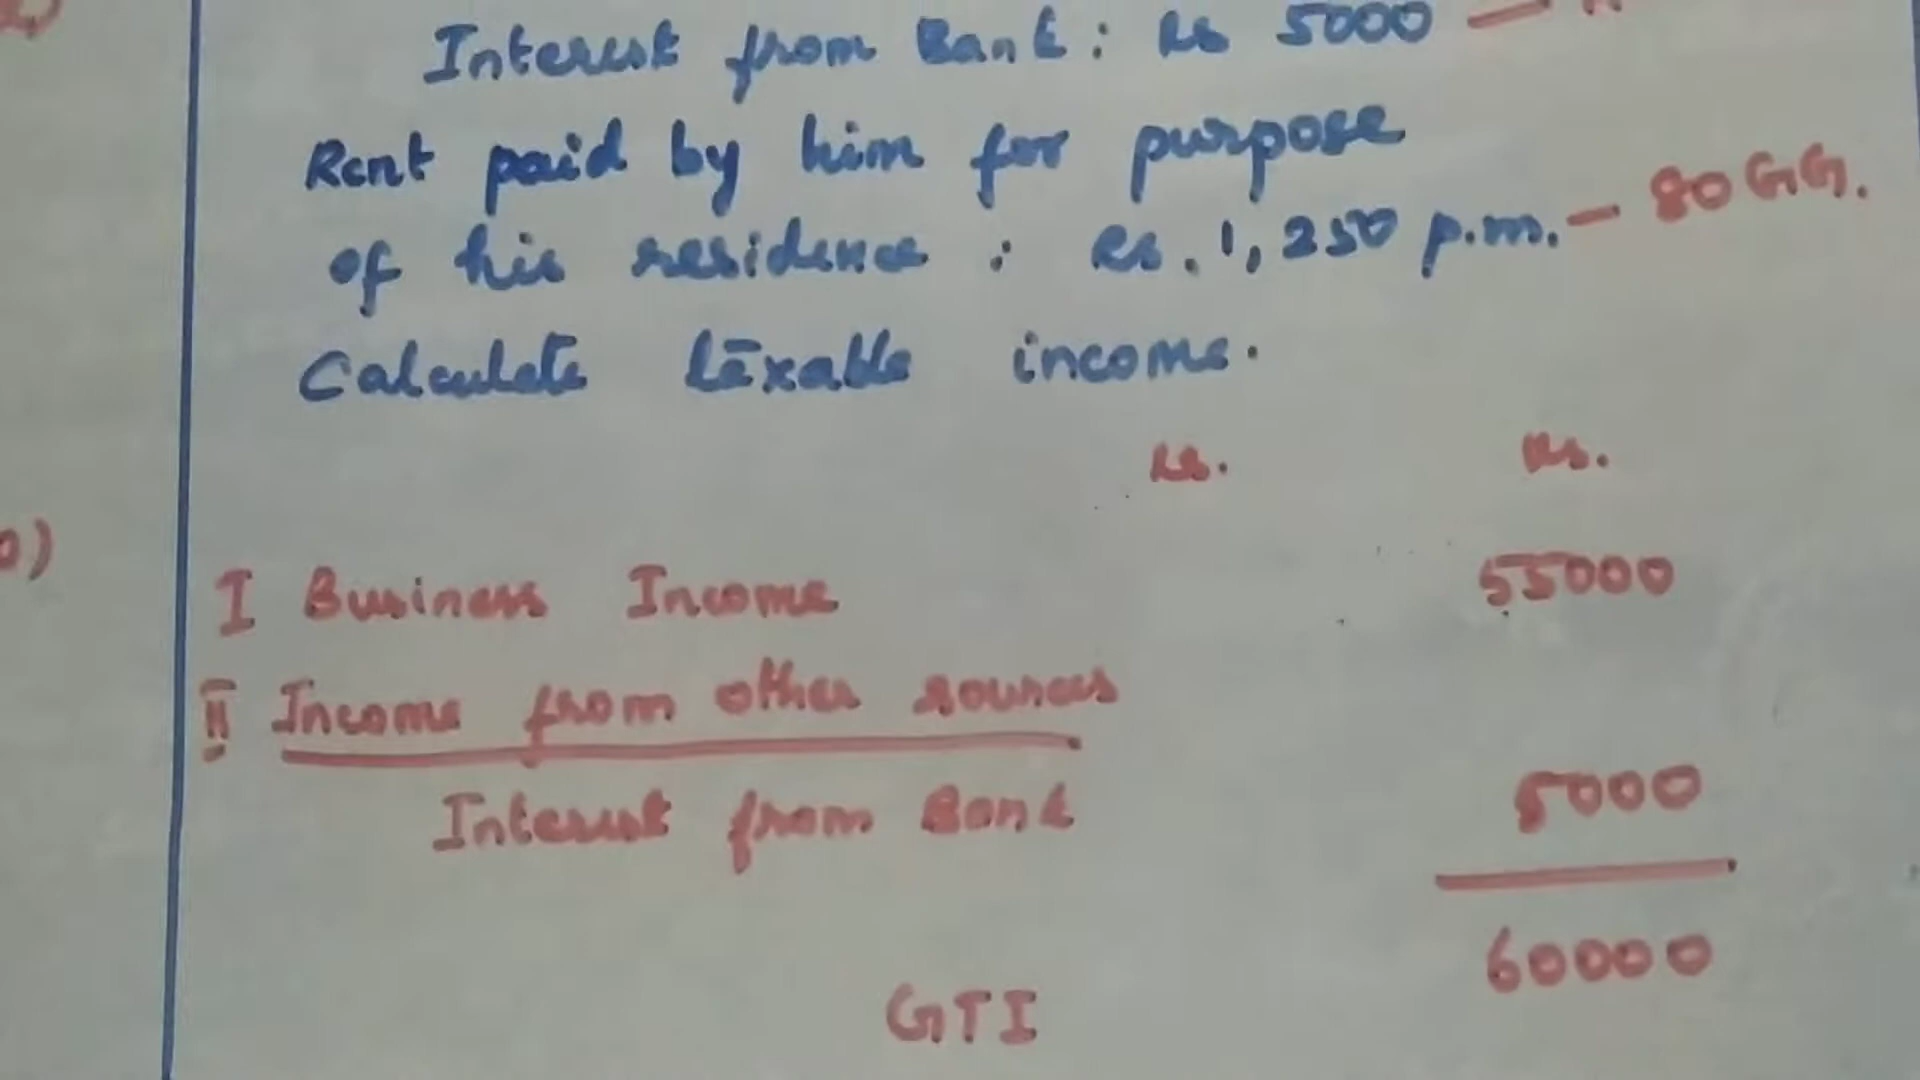 Interest from Bank: Rs 5000 —
Rent paid by him for purpose
of his residence : Rs. 1,250 p.m. — 80 GG.
Calculate taxable income.
Rs. Rs.
I Business Income 55000
II Income from other sources
Interest from Bank 5000
60000
GTI